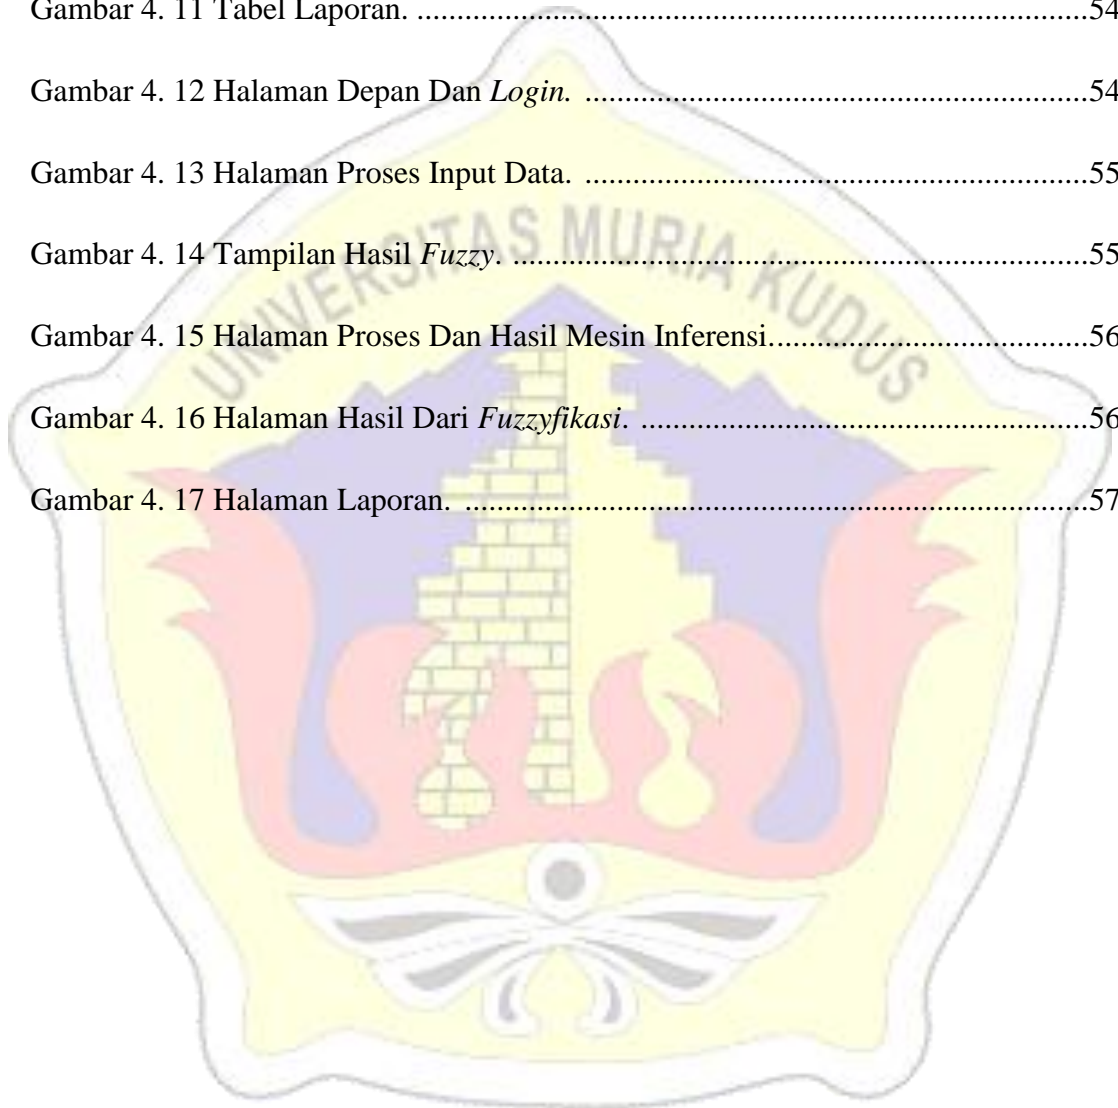 Gambar 4. 11 Tabel Laporan. ....................................................................................54
Gambar 4. 12 Halaman Depan Dan Login. ...............................................................54
Gambar 4. 13 Halaman Proses Input Data. ...............................................................55
Gambar 4. 14 Tampilan Hasil Fuzzy. ........................................................................55
Gambar 4. 15 Halaman Proses Dan Hasil Mesin Inferensi.......................................56
Gambar 4. 16 Halaman Hasil Dari Fuzzyfikasi. ........................................................56
Gambar 4. 17 Halaman Laporan. ..............................................................................57
UNIVERSITAS MURIA KUDUS